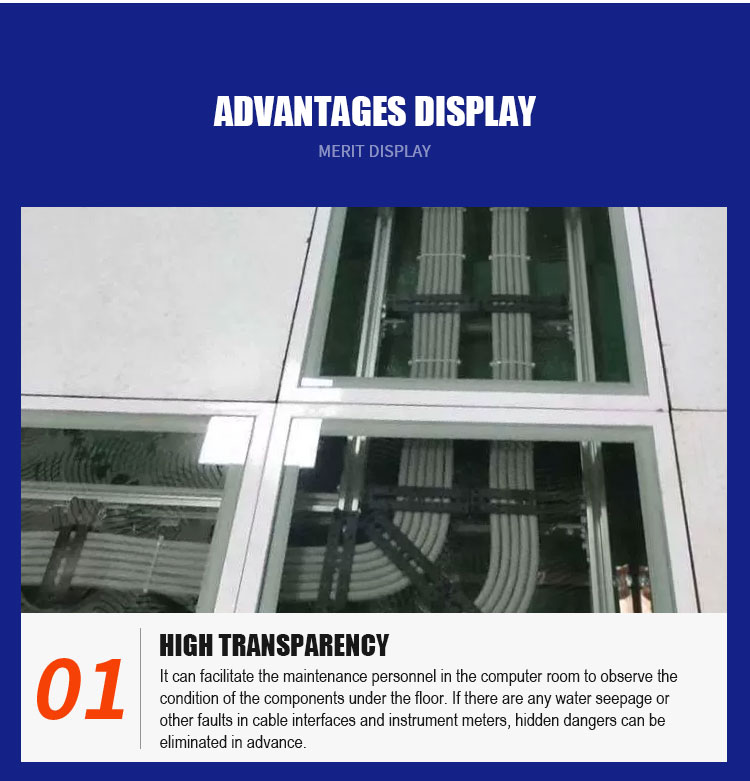 ADVANTAGES DISPLAY
MERIT DISPLAY
01
HIGH TRANSPARENCY
It can facilitate the maintenance personnel in the computer room to observe the
condition of the components under the floor. If there are any water seepage or
other faults in cable interfaces and instrument meters, hidden dangers can be
eliminated in advance.